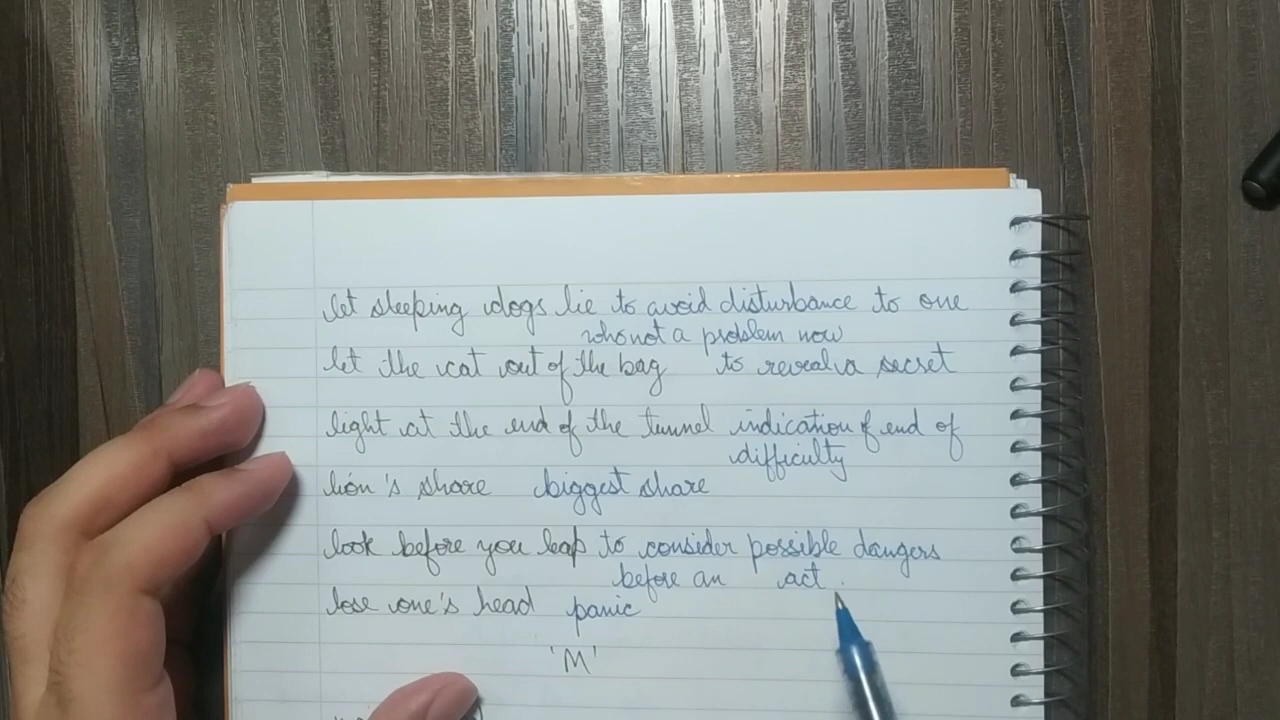 let sleeping dogs lie to avoid disturbance to one
who not a problem now
let the cat out of the bag to reveal a secret
light at the end of the tunnel indication of end of
difficulty
lion's share biggest share
look before you leap to consider possible dangers
before an act.
lose one's head panic
'M'